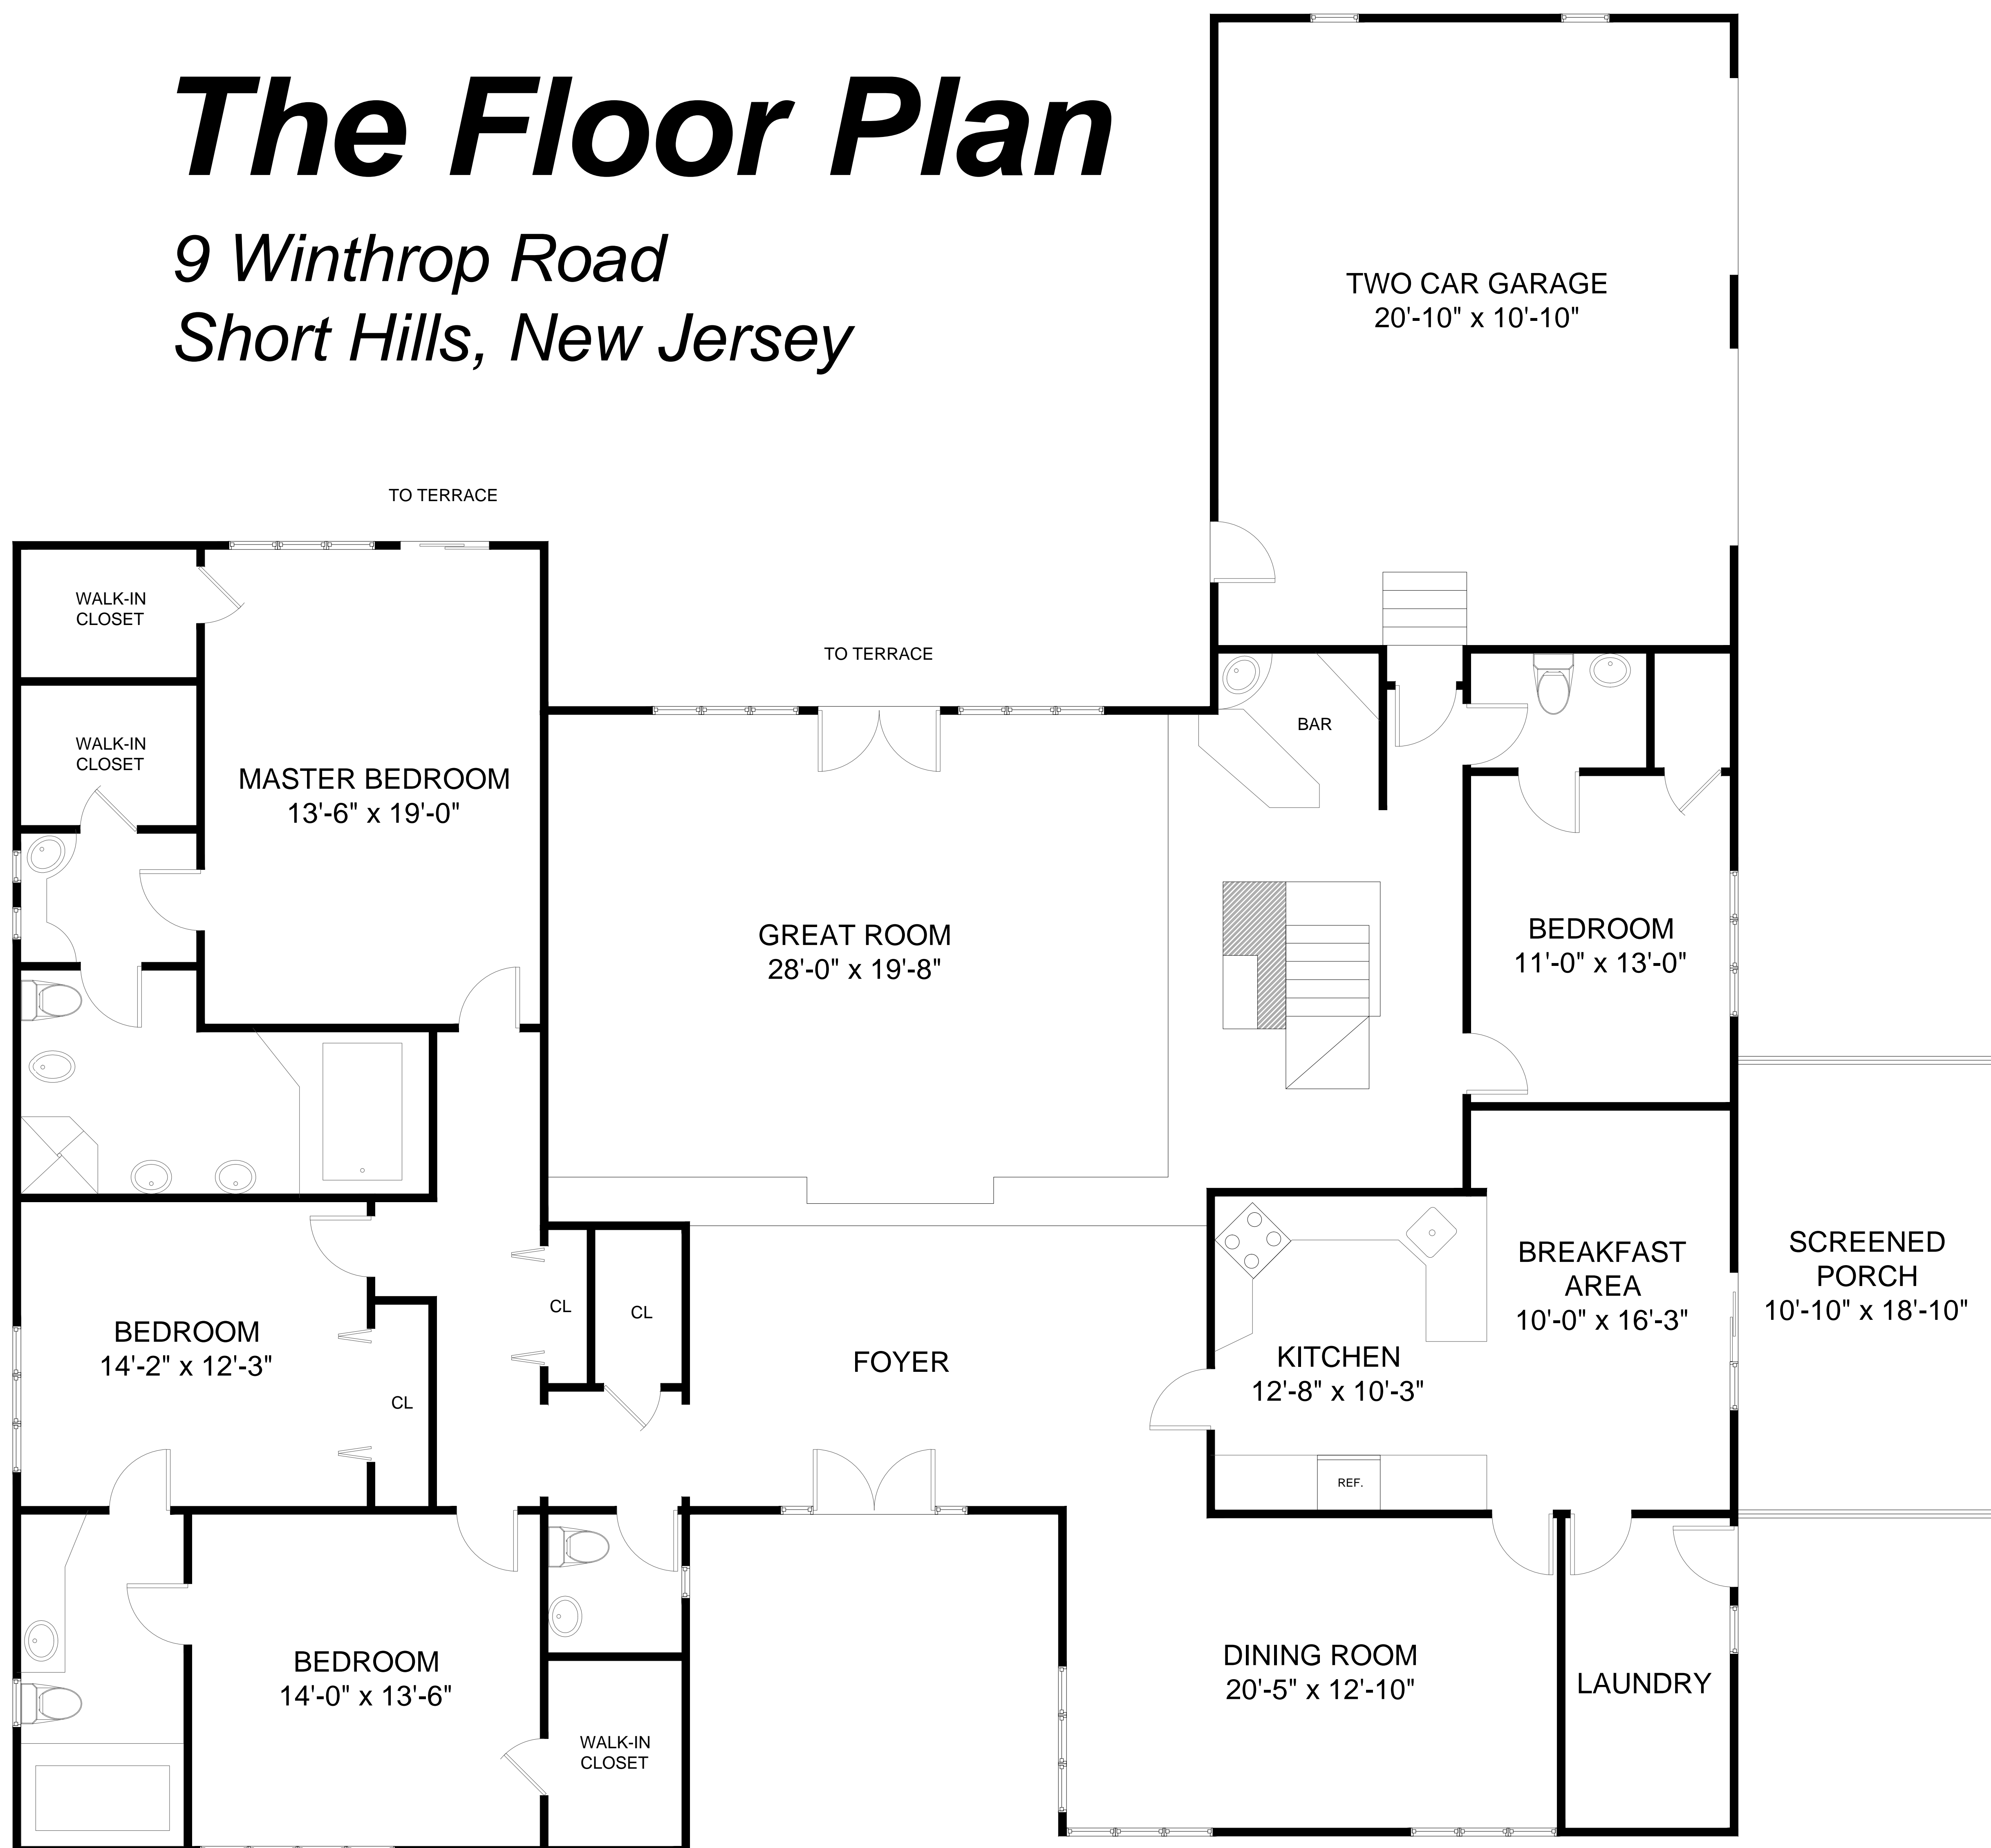 The Floor Plan
9 Winthrop Road
Short Hills, New Jersey
TWO CAR GARAGE
20'-10" x 10'-10"
TO TERRACE
WALK-IN
CLOSET
TO TERRACE
WALK-IN
CLOSET
BAR
MASTER BEDROOM
13'-6" x 19'-0"
GREAT ROOM
28'-0" x 19'-8"
BEDROOM
11'-0" x 13'-0"
BREAKFAST
AREA
10'-0" x 16'-3"
SCREENED
PORCH
10'-10" x 18'-10"
CL
CL
BEDROOM
14'-2" x 12'-3"
CL
FOYER
KITCHEN
12'-8" x 10'-3"
REF.
BEDROOM
14'-0" x 13'-6"
WALK-IN
CLOSET
DINING ROOM
20'-5" x 12'-10"
LAUNDRY